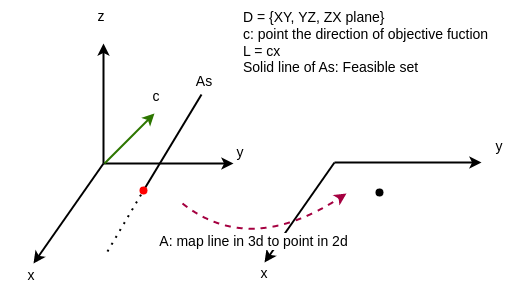 D = {XY, YZ, ZX plane}
c: point the direction of objective fuction
L = cx
Solid line of As: Feasible set
z
As
c
y
y
A: map line in 3d to point in 2d
x
x